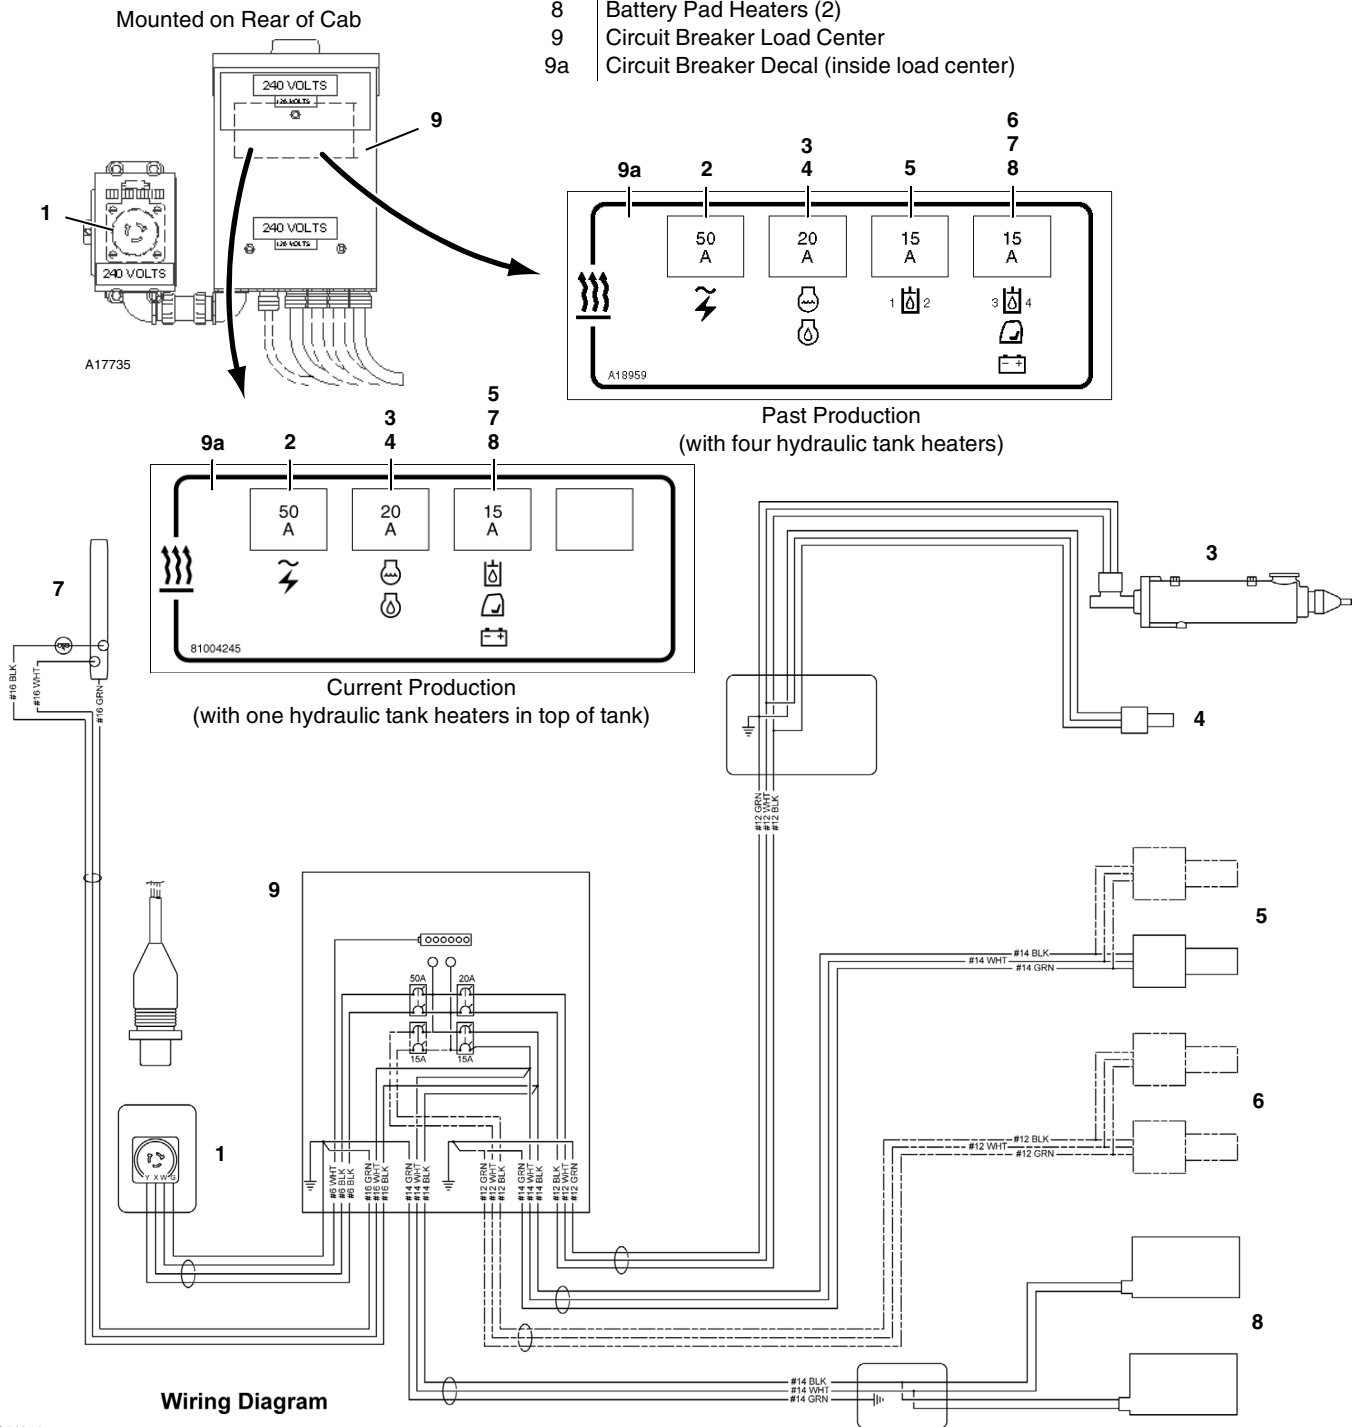 Mounted on Rear of Cab
8 Battery Pad Heaters (2)
9 Circuit Breaker Load Center
9a Circuit Breaker Decal (inside load center)
240 VOLTS
240 VOLTS
240 VOLTS
1
9
A17735
9a
2
3
4
5
6
7
8
50 A
20 A
15 A
15 A
1 2
3 4
A18959
Past Production
(with four hydraulic tank heaters)
9a
2
3
4
5
7
8
50 A
20 A
15 A
81004245
Current Production
(with one hydraulic tank heaters in top of tank)
7
#16 BLK
#16 WHT
#16 GRN
3
4
#12 GRN
#12 WHT
#12 BLK
9
50A
20A
15A
15A
#6 WHT
#6 BLK
#6 BLK
#16 GRN
#16 WHT
#16 BLK
#14 GRN
#14 WHT
#14 BLK
#12 GRN
#12 WHT
#12 BLK
#14 GRN
#14 WHT
#14 BLK
#12 BLK
#12 WHT
#12 GRN
1
Y X W G
5
#14 BLK
#14 WHT
#14 GRN
6
#12 BLK
#12 WHT
#12 GRN
8
#14 BLK
#14 WHT
#14 GRN
Wiring Diagram